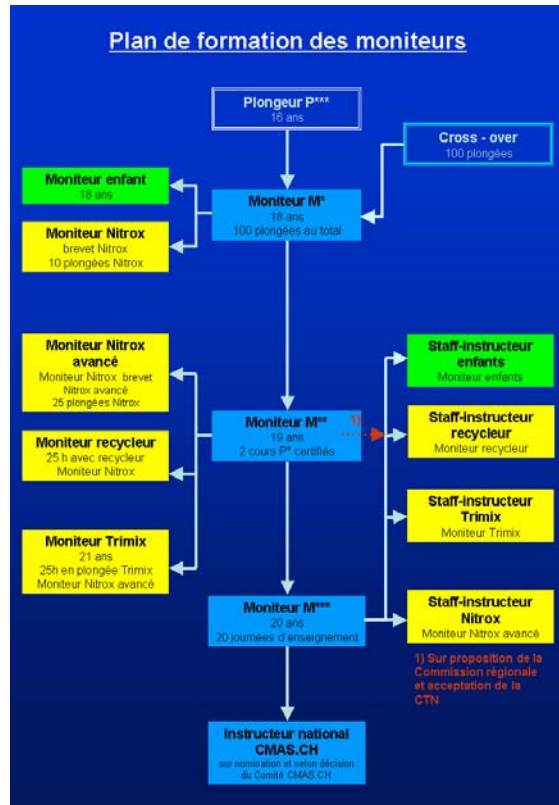 Plan de formation des moniteurs
Plongeur P***
16 ans
Cross - over
100 plongées
Moniteur enfant
18 ans
Moniteur M*
18 ans
100 plongées au total
Moniteur Nitrox
brevet Nitrox
10 plongées Nitrox
Moniteur Nitrox
avancé
Moniteur Nitrox brevet
Nitrox avancé
25 plongées Nitrox
Staff-instructeur
enfants
Moniteur enfants
Moniteur M**
19 ans
2 cours P* certifiés
1)
Staff-instructeur
recycleur
Moniteur recycleur
Moniteur recycleur
25 h avec recycleur
Moniteur Nitrox
Staff-instructeur
Trimix
Moniteur Trimix
Moniteur Trimix
21 ans
25h en plongée Trimix
Moniteur Nitrox avancé
Moniteur M***
20 ans
20 journées d'enseignement
Staff-instructeur
Nitrox
Moniteur Nitrox avancé
1) Sur proposition de la
Commission régionale
et acceptation de la
CTN
Instructeur national
CMAS.CH
sur nomination et selon décision
du Comité CMAS.CH